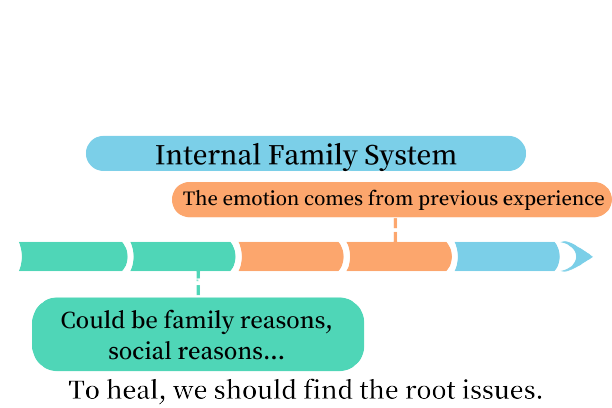 Internal Family System
The emotion comes from previous experience
Could be family reasons,
social reasons...
To heal, we should find the root issues.